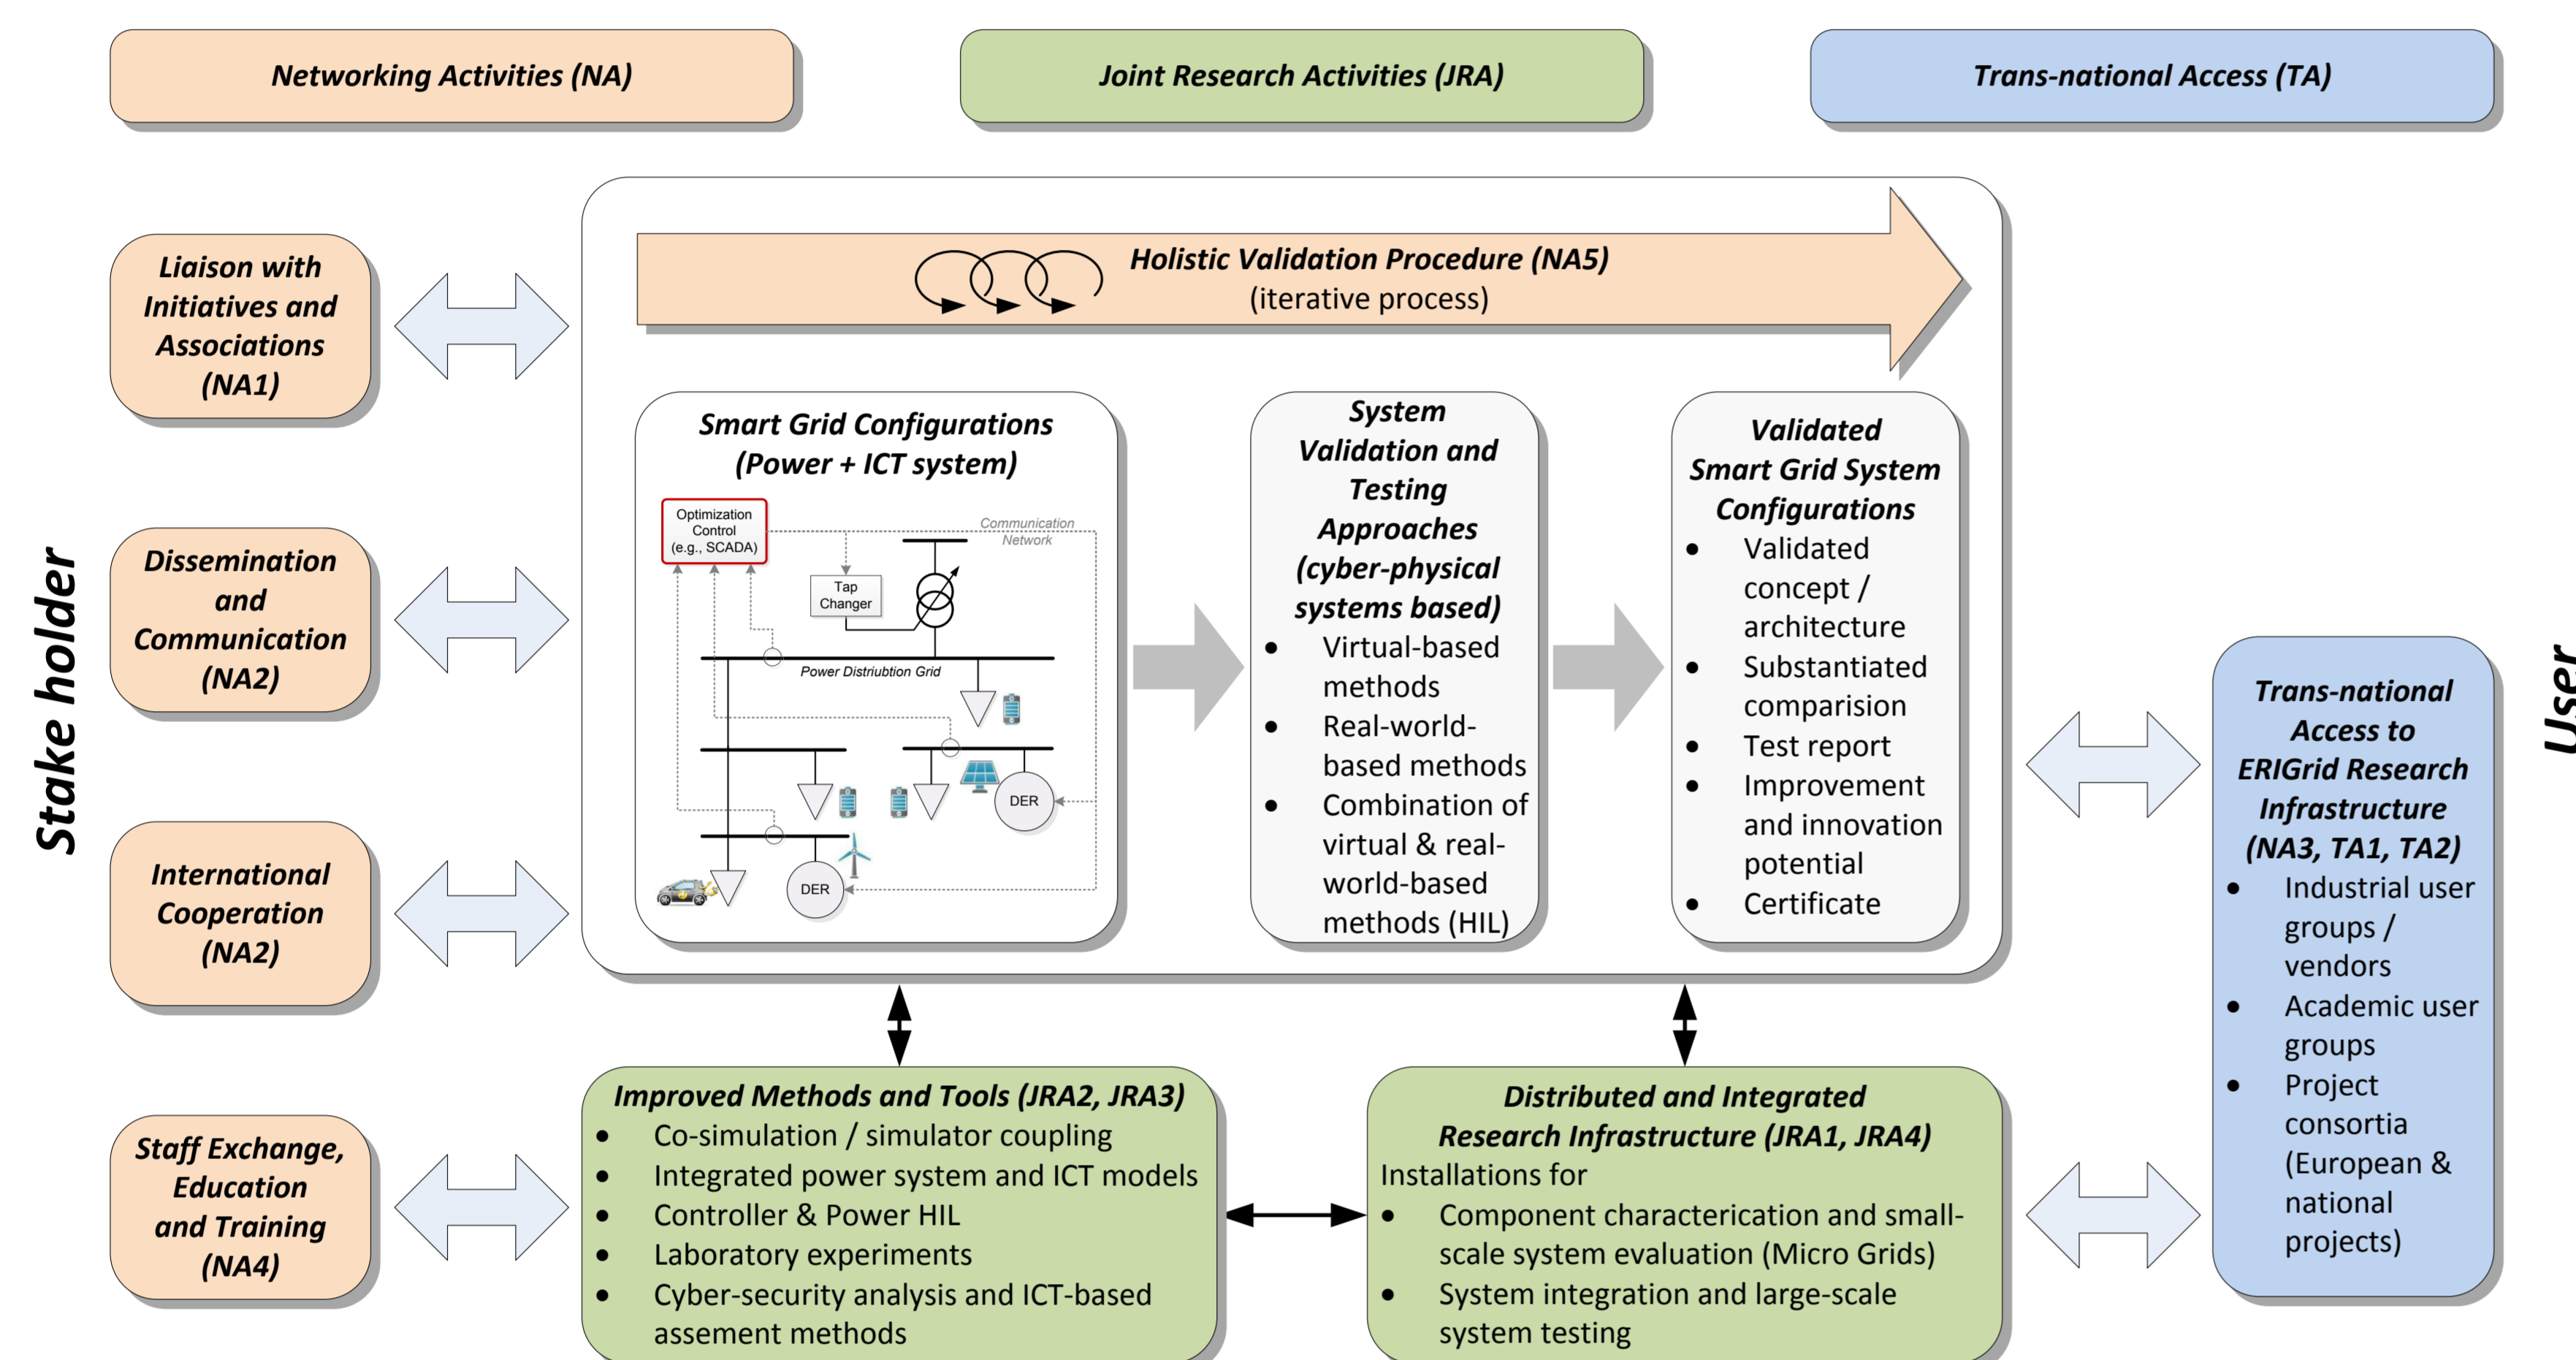 Networking Activities (NA)
Joint Research Activities (JRA)
Trans-national Access (TA)
Stake holder
Liaison with
Initiatives and
Associations
(NA1)
Dissemination
and
Communication
(NA2)
International
Cooperation
(NA2)
Staff Exchange,
Education
and Training
(NA4)
Holistic Validation Procedure (NA5)
(iterative process)
Smart Grid Configurations
(Power + ICT system)
Optimization
Control
(e.g., SCADA)
Communication
Network
Tap
Changer
Power Distriubtion Grid
DER
DER
System
Validation and
Testing
Approaches
(cyber-physical
systems based)
• Virtual-based
methods
• Real-world-
based methods
• Combination of
virtual & real-
world-based
methods (HIL)
Validated
Smart Grid System
Configurations
• Validated
concept /
architecture
• Substantiated
comparision
• Test report
• Improvement
and innovation
potential
• Certificate
Improved Methods and Tools (JRA2, JRA3)
• Co-simulation / simulator coupling
• Integrated power system and ICT models
• Controller & Power HIL
• Laboratory experiments
• Cyber-security analysis and ICT-based
assement methods
Distributed and Integrated
Research Infrastructure (JRA1, JRA4)
Installations for
• Component characterication and small-
scale system evaluation (Micro Grids)
• System integration and large-scale
system testing
Trans-national
Access to
ERIGrid Research
Infrastructure
(NA3, TA1, TA2)
• Industrial user
groups /
vendors
• Academic user
groups
• Project
consortia
(European &
national
projects)
User